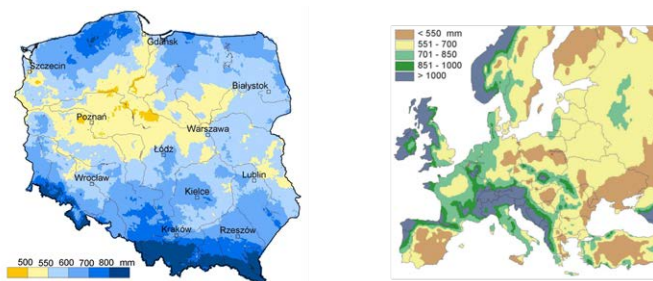 Gdańsk
Szczecin
Białystok
Poznań
Warszawa
Łódź
Wrocław
Lublin
Kielce
Kraków
Rzeszów
500 550 600 700 800 mm
< 550 mm
551 - 700
701 - 850
851 - 1000
> 1000